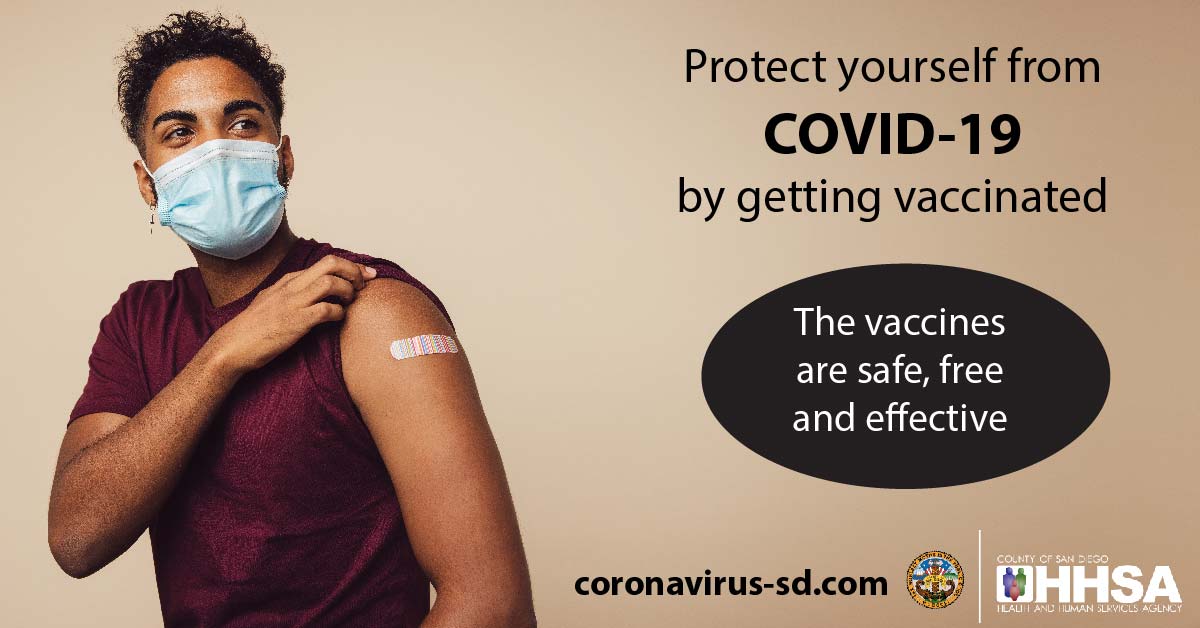 Protect yourself from
COVID-19
by getting vaccinated
The vaccines
are safe, free
and effective
coronavirus-sd.com
COUNTY OF SAN DIEGO
HHSA
HEALTH AND HUMAN SERVICES AGENCY